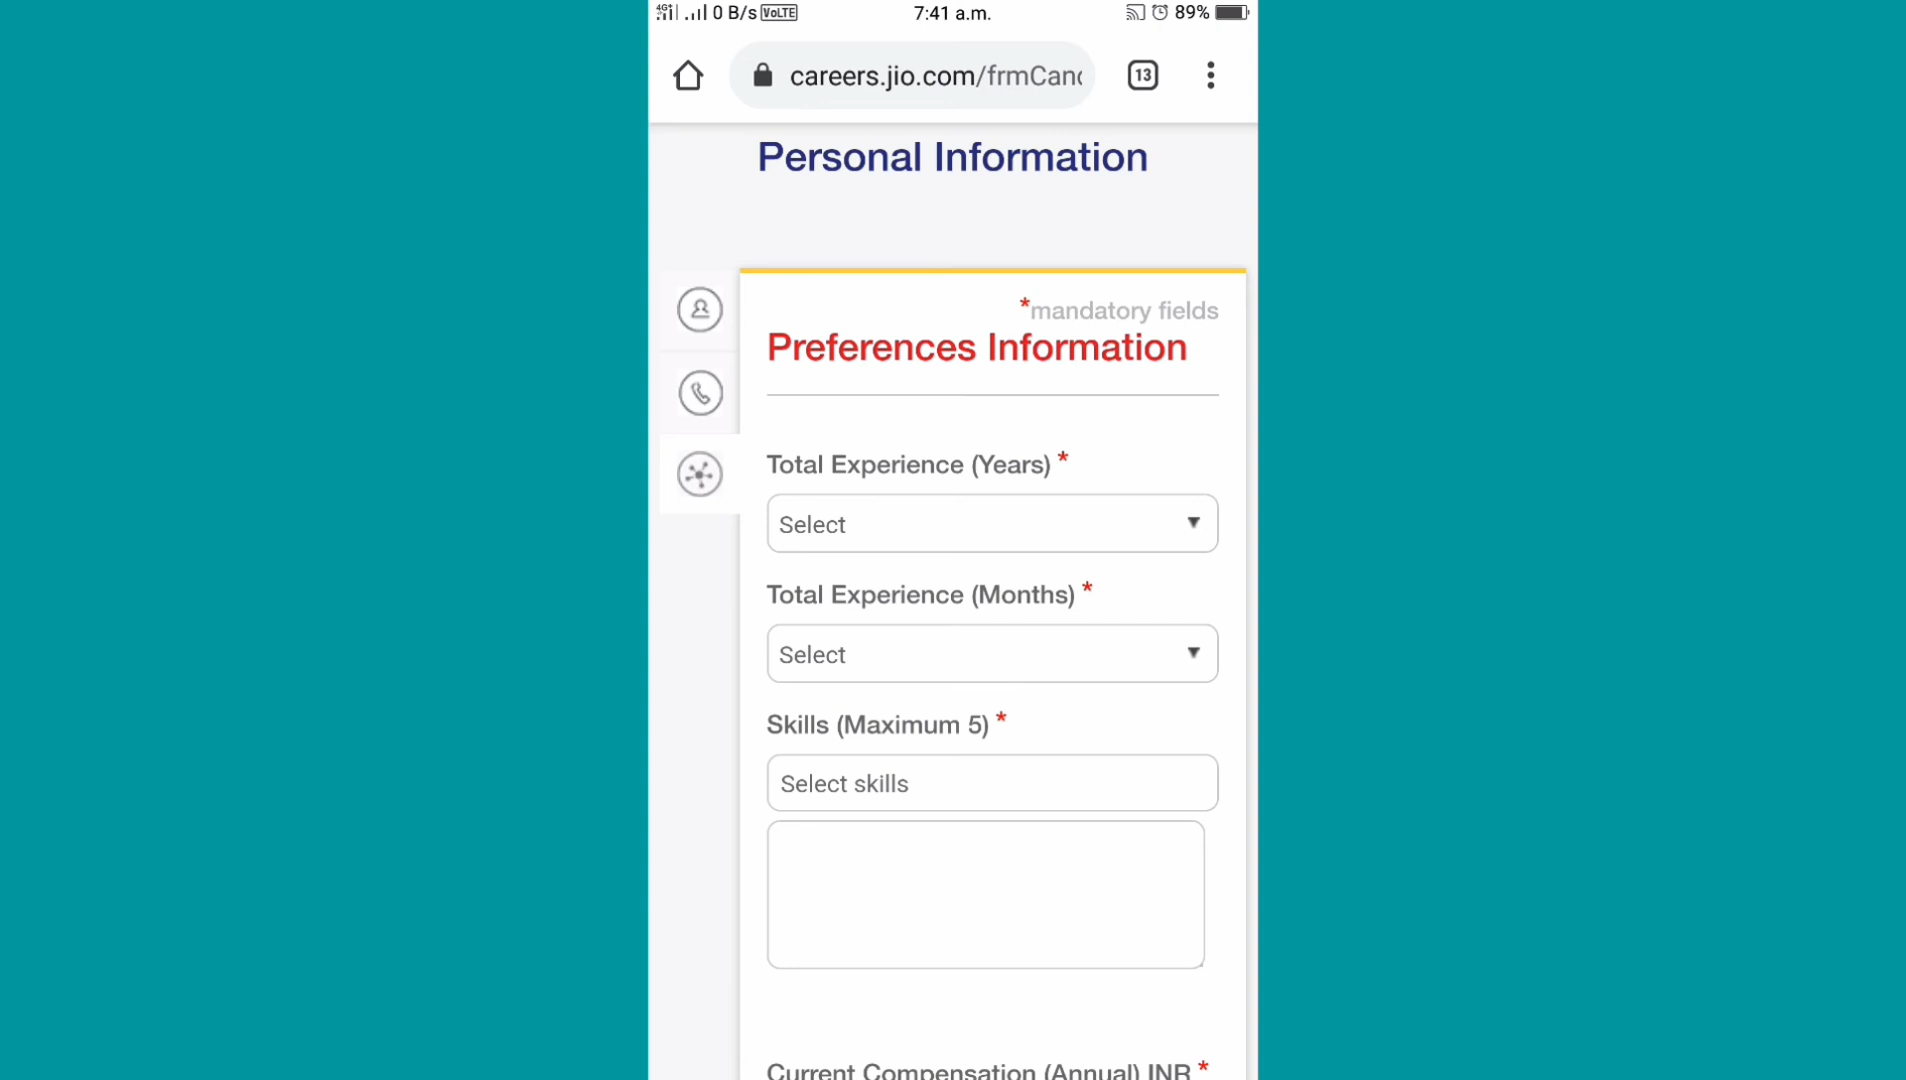 4G+ 0 B/s VoLTE 7:41 a.m. 89%
careers.jio.com/frmCan 13
Personal Information
*mandatory fields
Preferences Information
Total Experience (Years) *
Select
Total Experience (Months) *
Select
Skills (Maximum 5) *
Select skills
Current Compensation (Annual) INR *